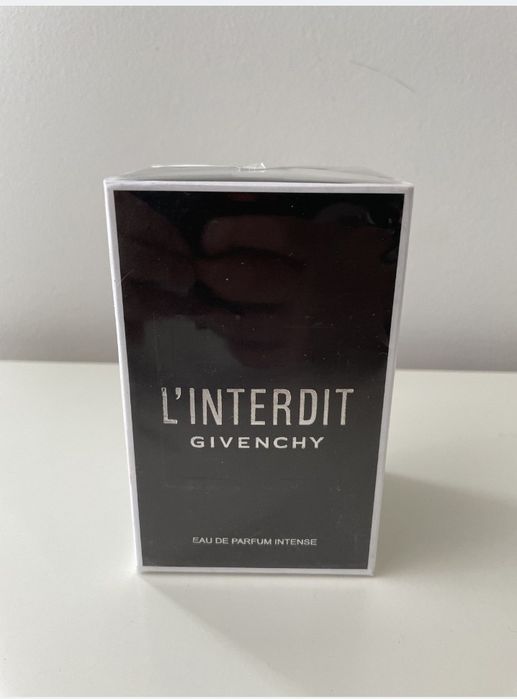 L'INTERDIT
GIVENCHY
EAU DE PARFUM INTENSE